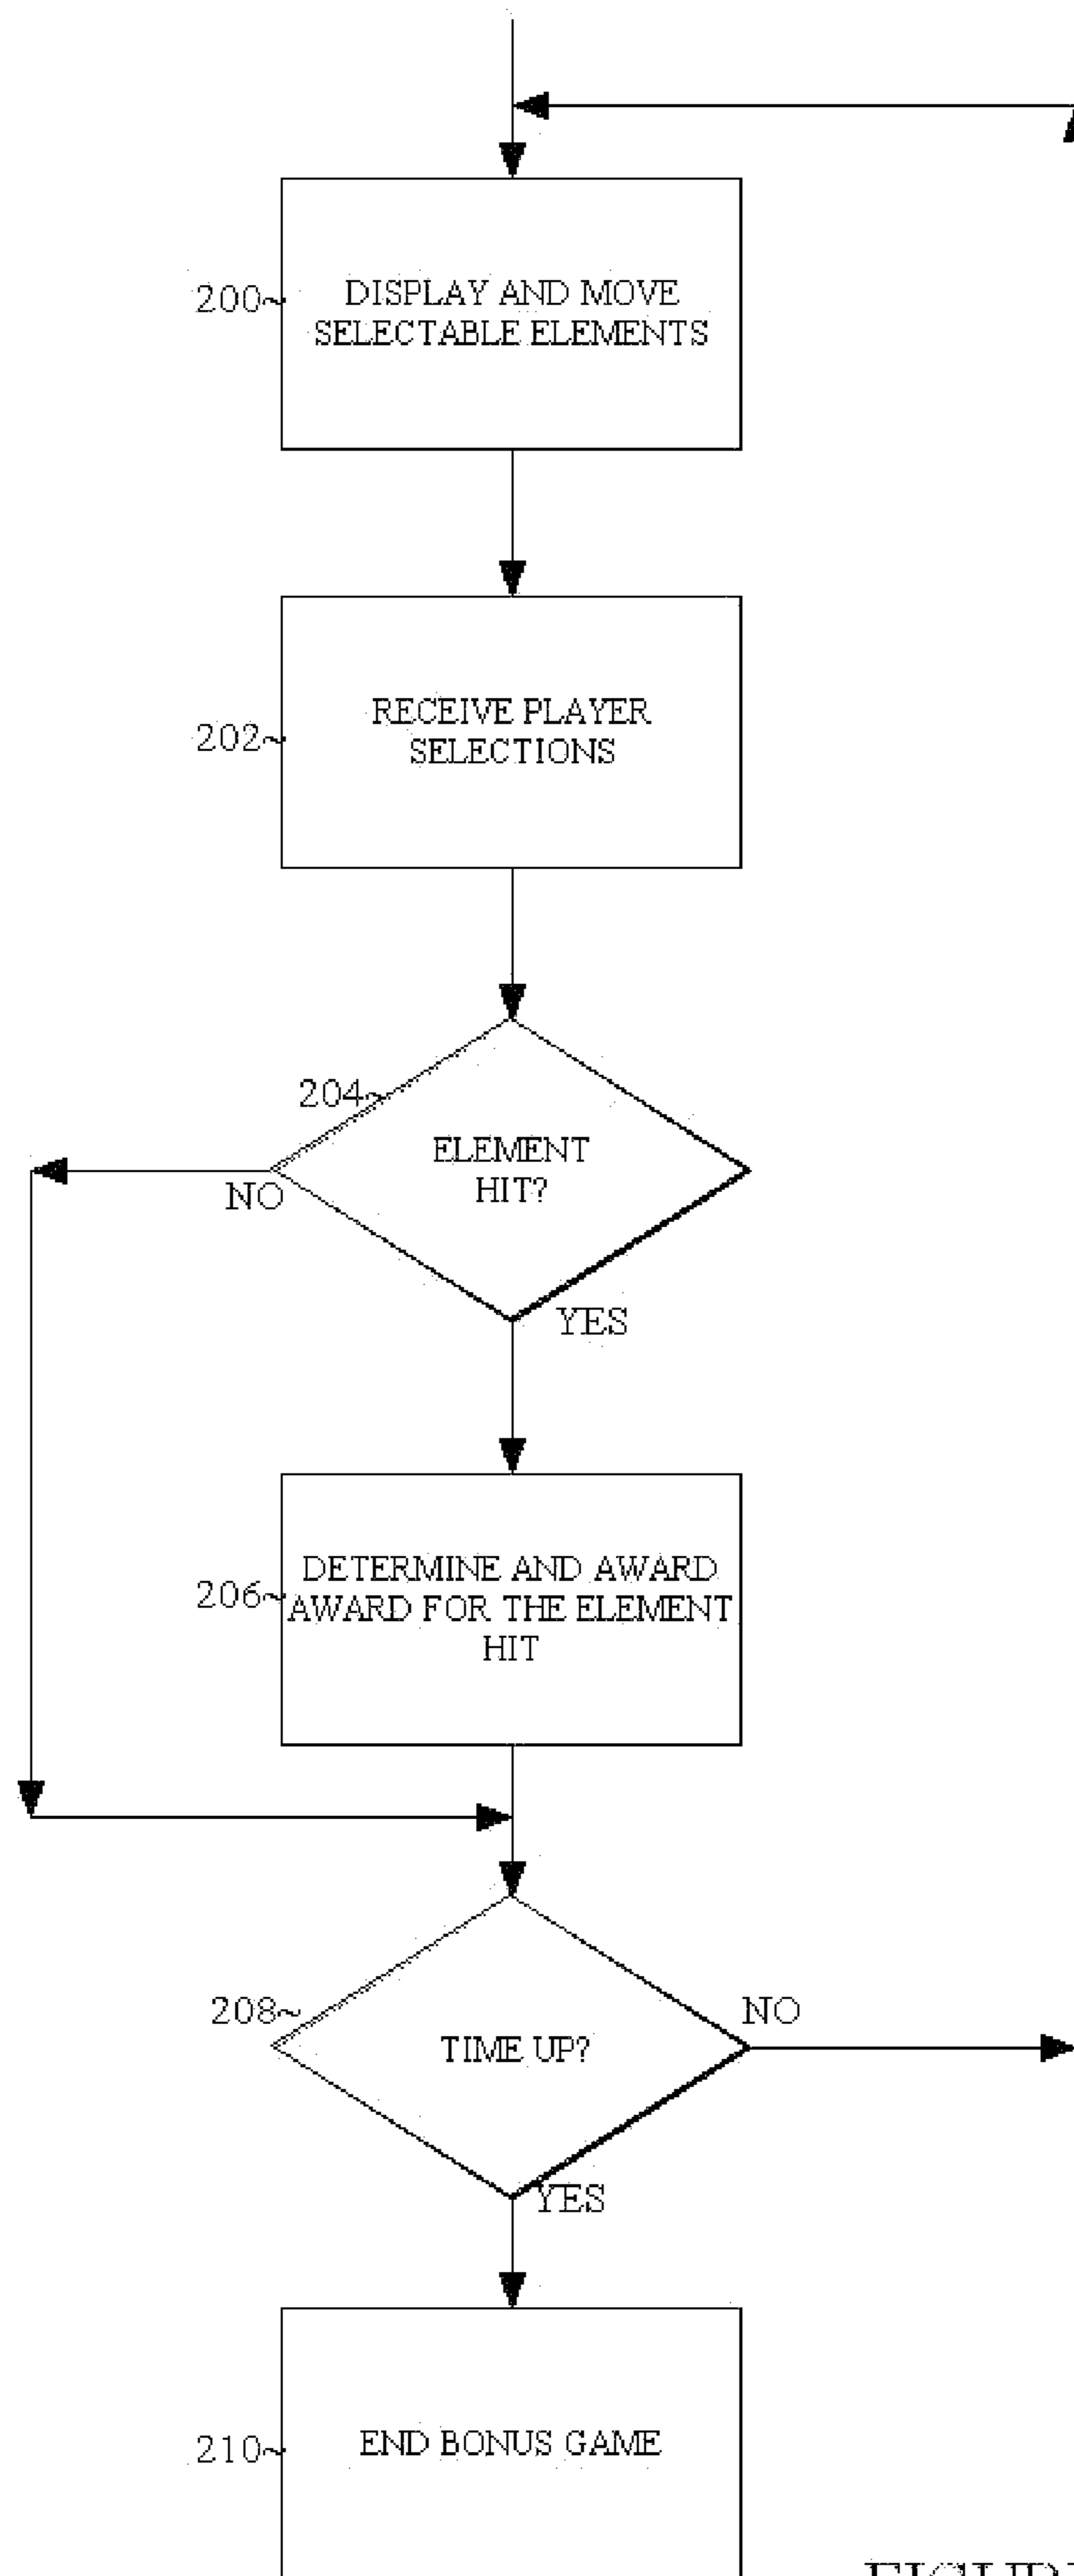 200~
DISPLAY AND MOVE
SELECTABLE ELEMENTS
202~
RECEIVE PLAYER
SELECTIONS
204~
ELEMENT
HIT?
NO
YES
206~
DETERMINE AND AWARD
AWARD FOR THE ELEMENT
HIT
208~
TIME UP?
NO
YES
210~
END BONUS GAME